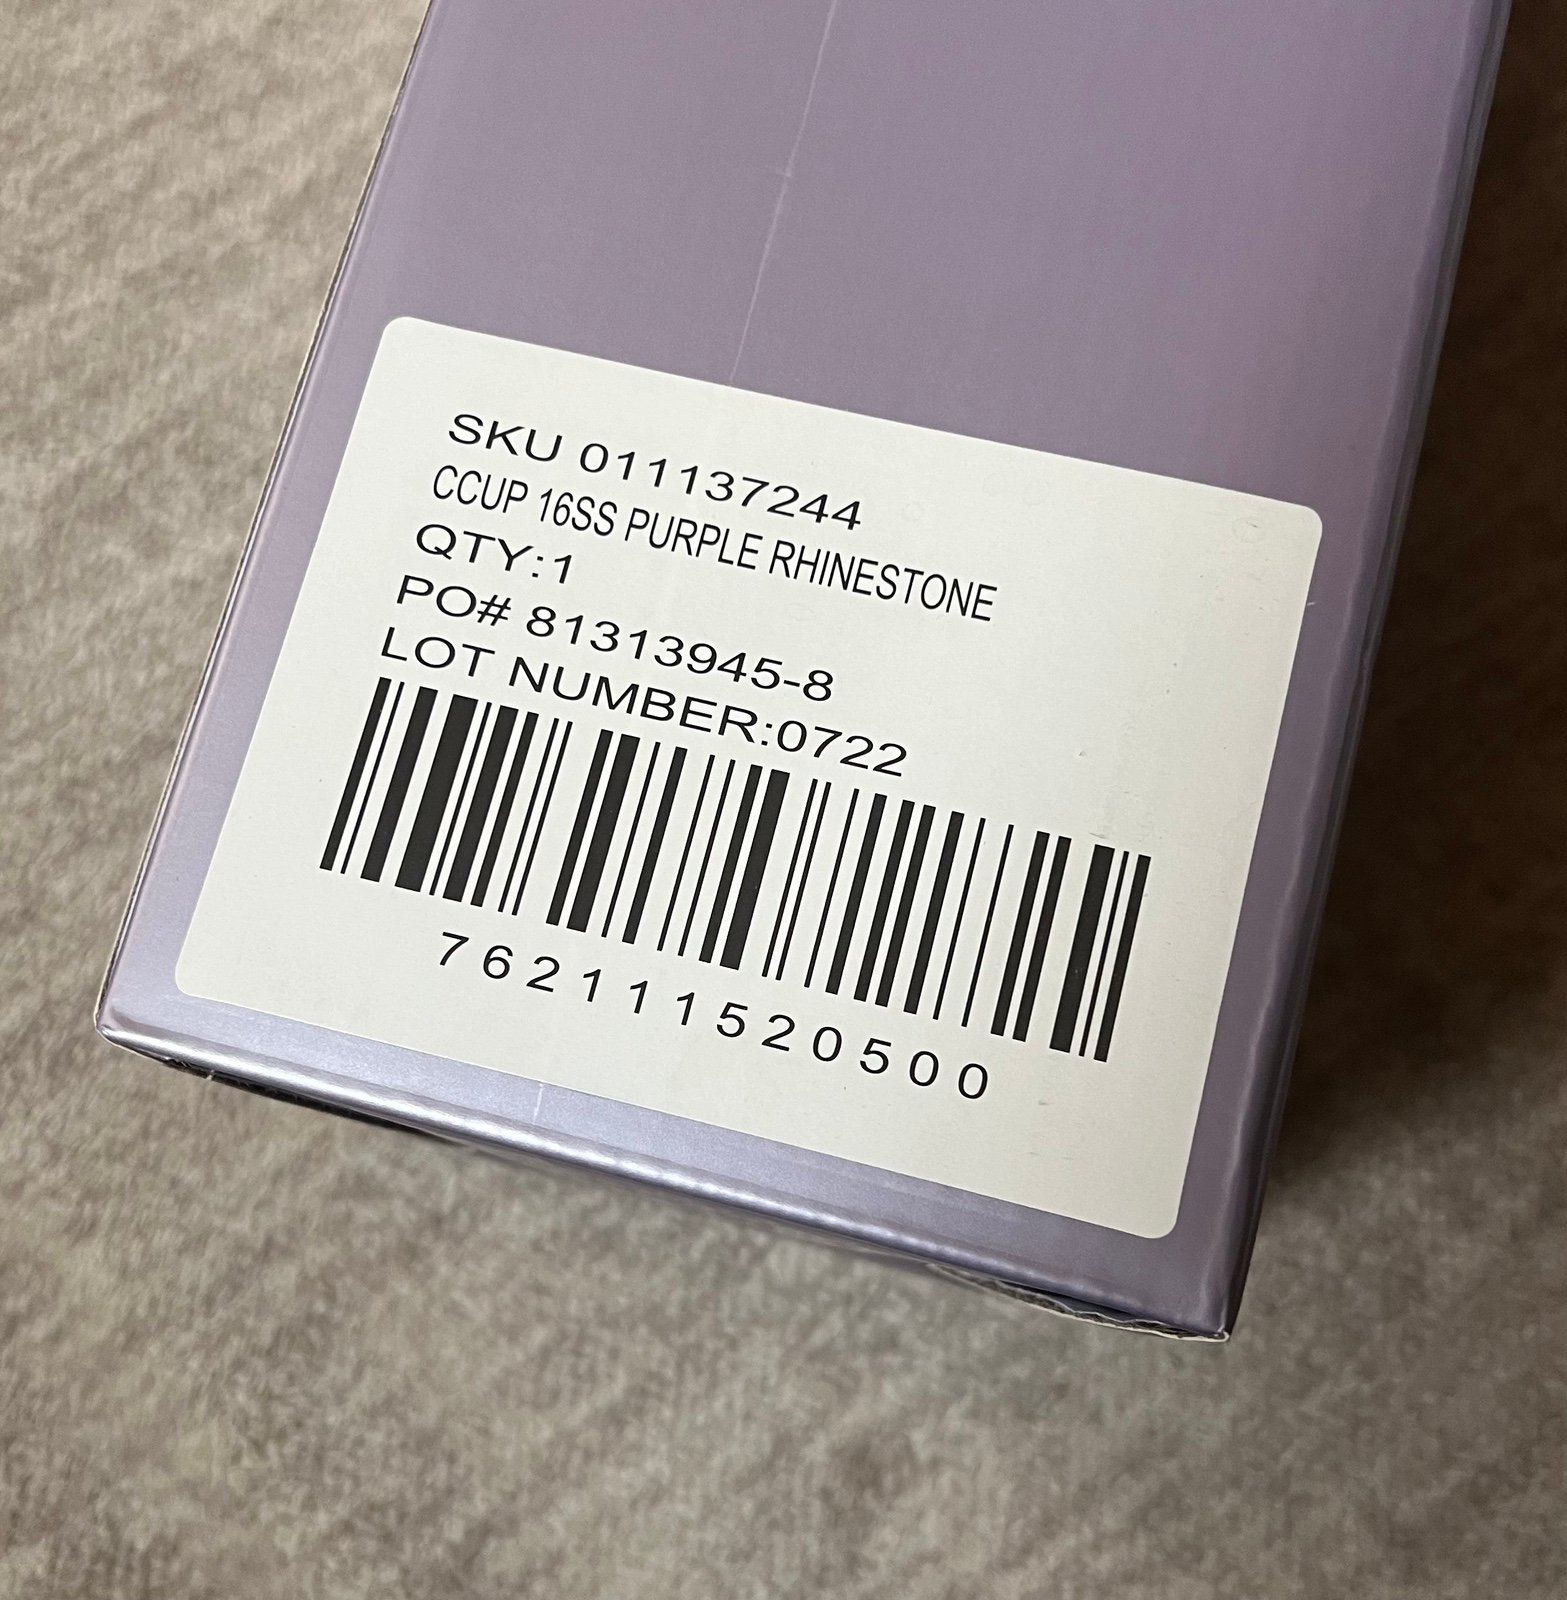 SKU 011137244
CCUP 16SS PURPLE RHINESTONE
QTY:1
PO# 81313945-8
LOT NUMBER:0722
762111520500